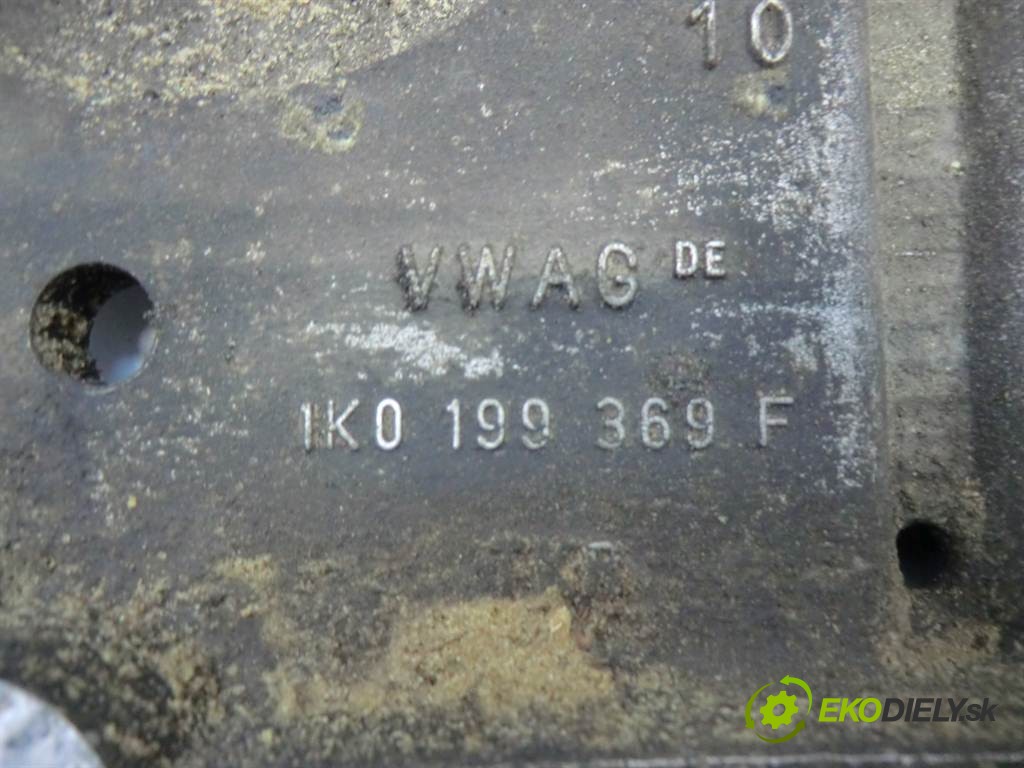 10
VWAG DE
1K0 199 369 F
EKODIELY.sk